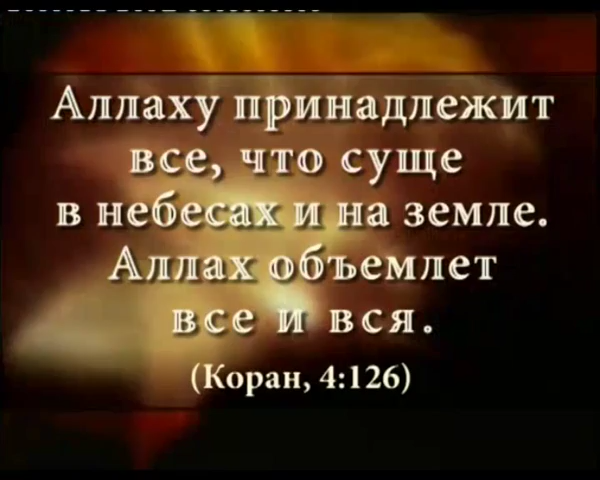 Аллаху принадлежит
все, что суще
в небесах и на земле.
Аллах объемлет
все и вся.
(Коран, 4:126)